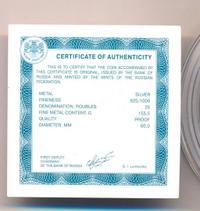 CERTIFICATE OF AUTHENTICITY
THIS IS TO CERTIFY THAT THE COIN ACCOMPANIED BY
THIS CERTIFICATE IS ORIGINAL, ISSUED BY THE BANK OF
RUSSIA AND MINTED BY THE MINTS OF THE RUSSIAN
FEDERATION.
METAL SILVER
FINENESS 925/1000
DENOMINATION, ROUBLES 25
FINE METAL CONTENT, G 155.5
QUALITY PROOF
DIAMETER, MM 60.0
FIRST DEPUTY
CHAIRMAN
OF THE BANK OF RUSSIA